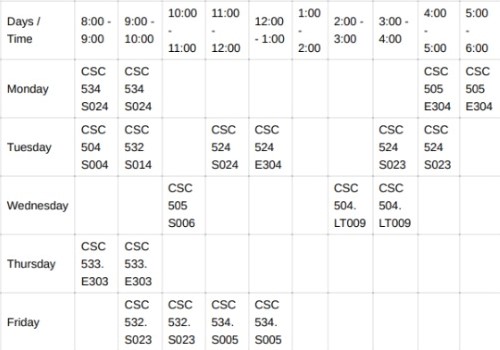 Days / Time 8:00 - 9:00 9:00 - 10:00 10:00 - 11:00 11:00 - 12:00 12:00 - 1:00 1:00 - 2:00 2:00 - 3:00 3:00 - 4:00 4:00 - 5:00 5:00 - 6:00
Monday CSC 534 S024 CSC 534 S024 CSC 505 E304 CSC 505 E304
Tuesday CSC 504 S004 CSC 532 S014 CSC 524 S024 CSC 524 E304 CSC 524 S023 CSC 524 S023
Wednesday CSC 505 S006 CSC 504. LT009 CSC 504. LT009
Thursday CSC 533. E303 CSC 533. E303
Friday CSC 532. S023 CSC 532. S023 CSC 534. S005 CSC 534. S005